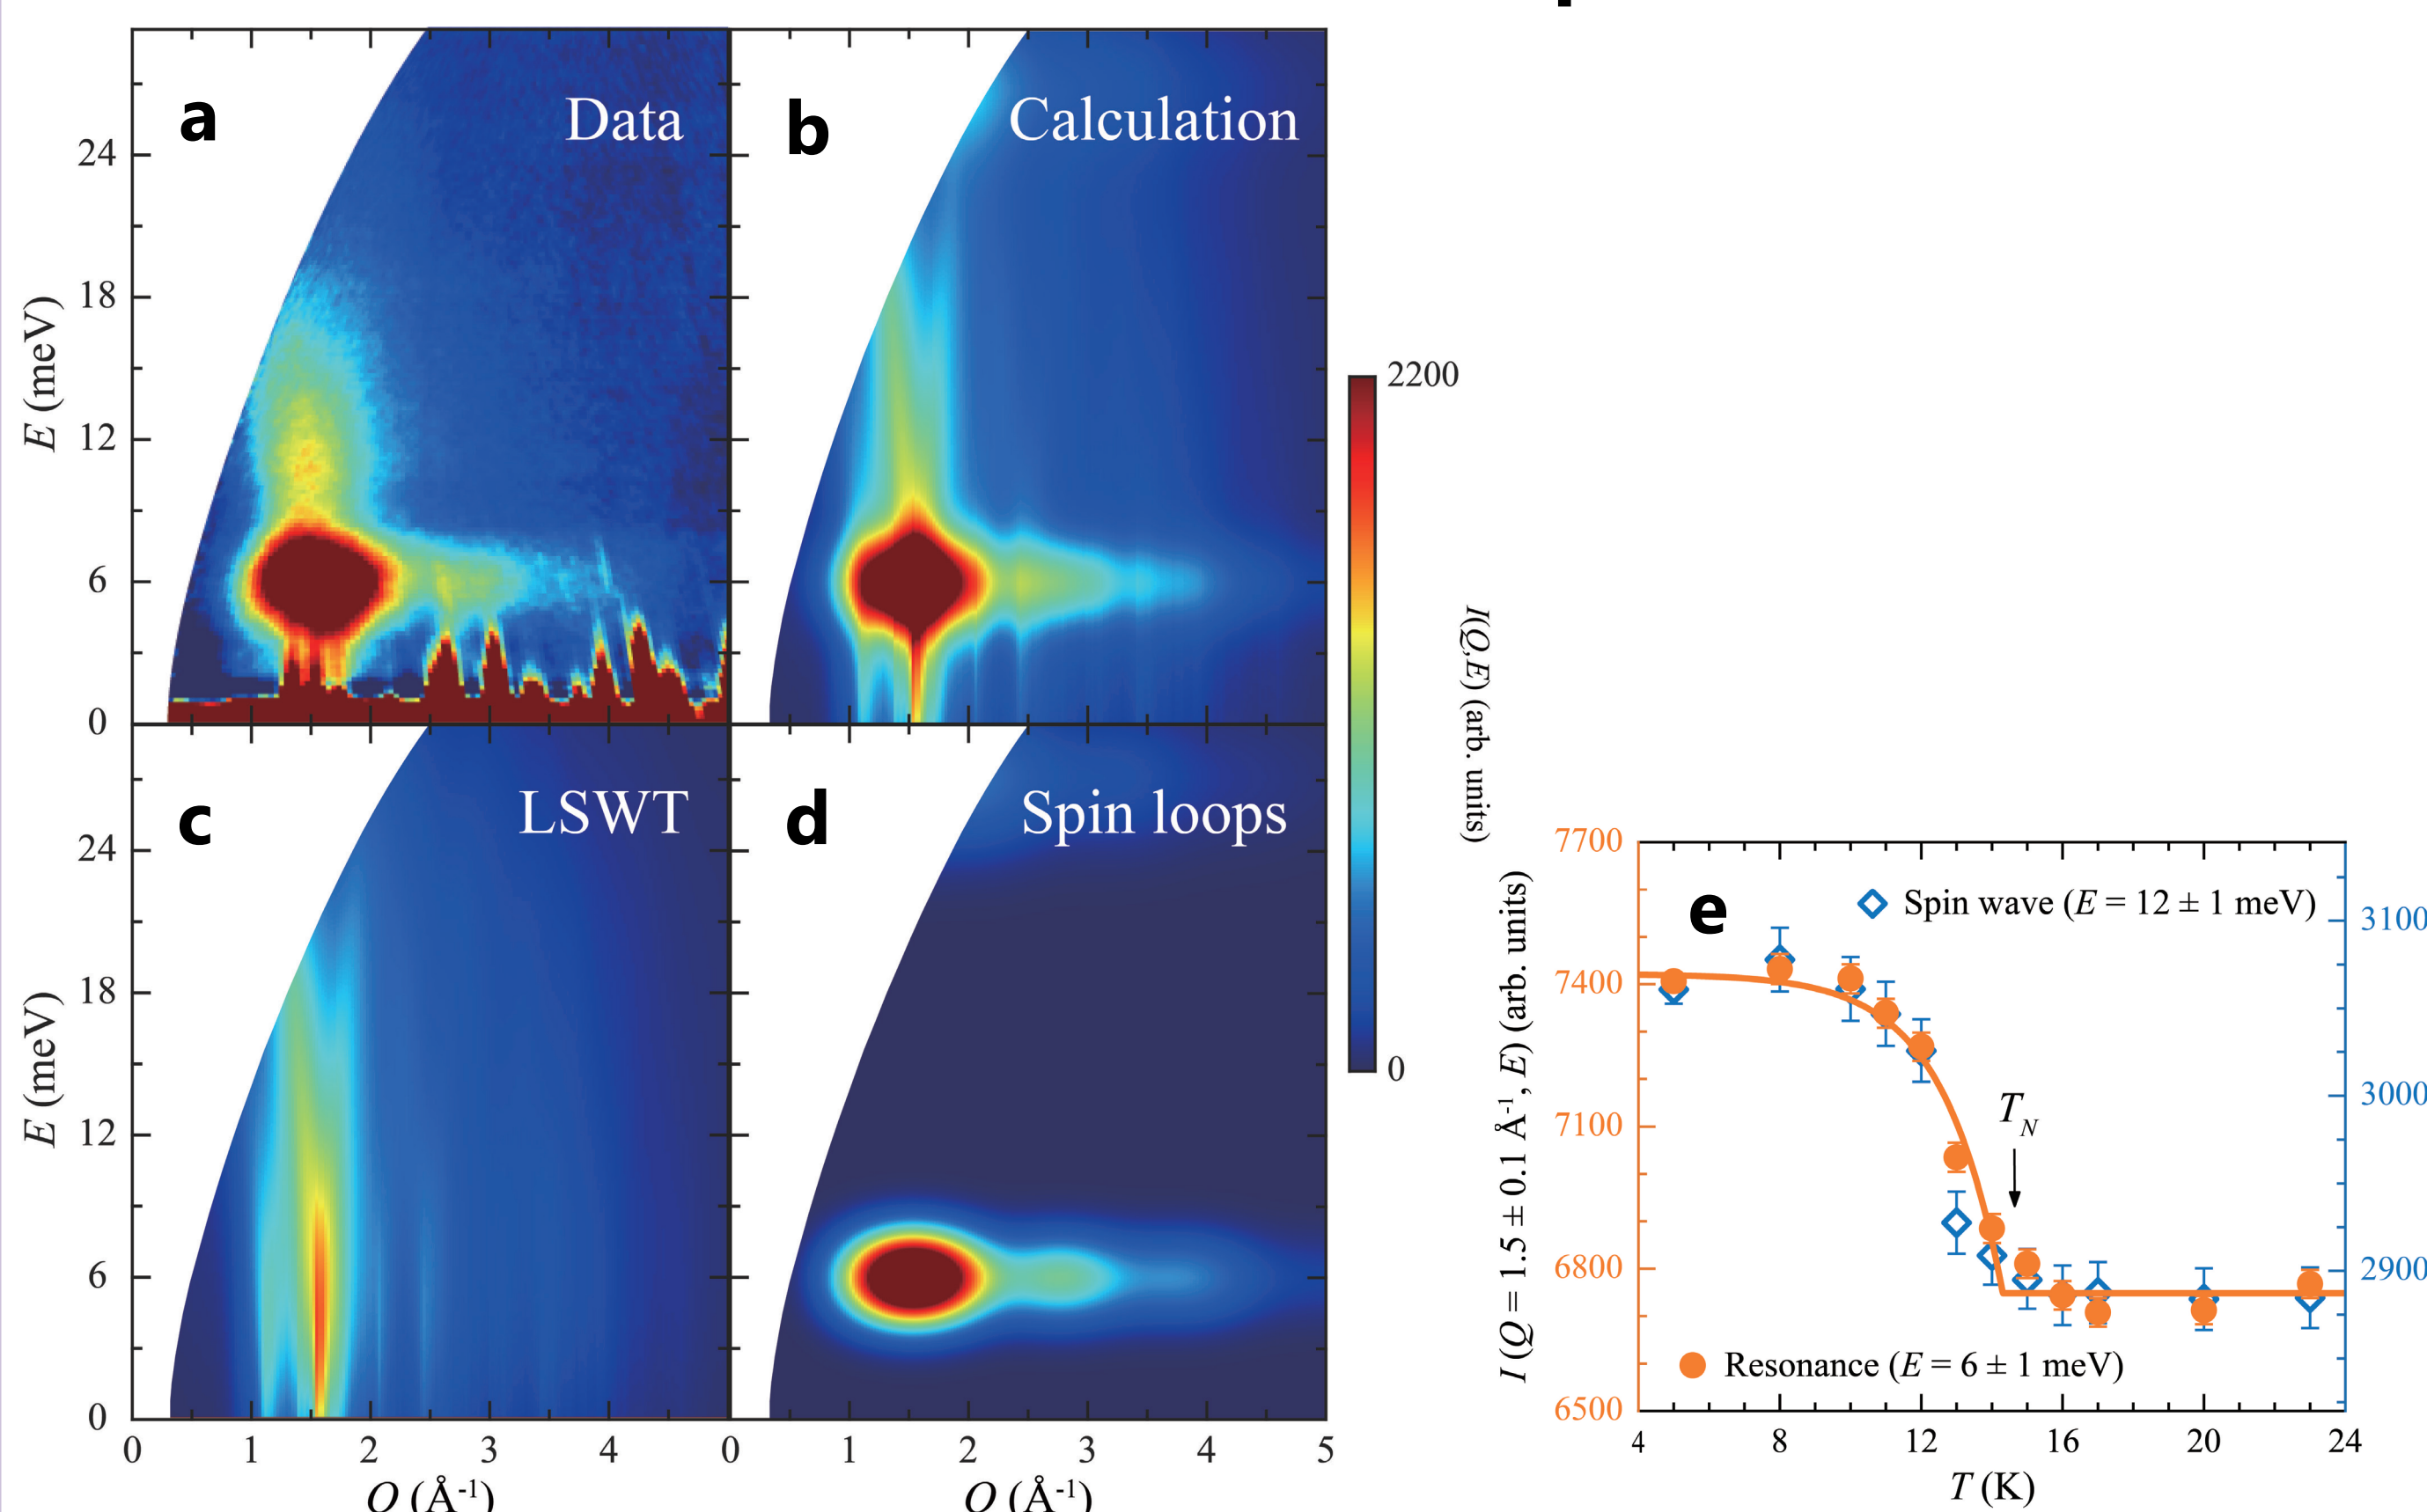 a
Data
b
Calculation
24
18
12
6
0
E (meV)
c
LSWT
d
Spin loops
24
18
12
6
0
E (meV)
0 1 2 3 4 0 1 2 3 4 5
Q (Å⁻¹)
Q (Å⁻¹)
2200
0
I(Q,E) (arb. units)
e
Spin wave (E = 12 ± 1 meV)
T_N
Resonance (E = 6 ± 1 meV)
7700
7400
7100
6800
6500
I (Q = 1.5 ± 0.1 Å⁻¹, E) (arb. units)
3100
3000
2900
4 8 12 16 20 24
T (K)